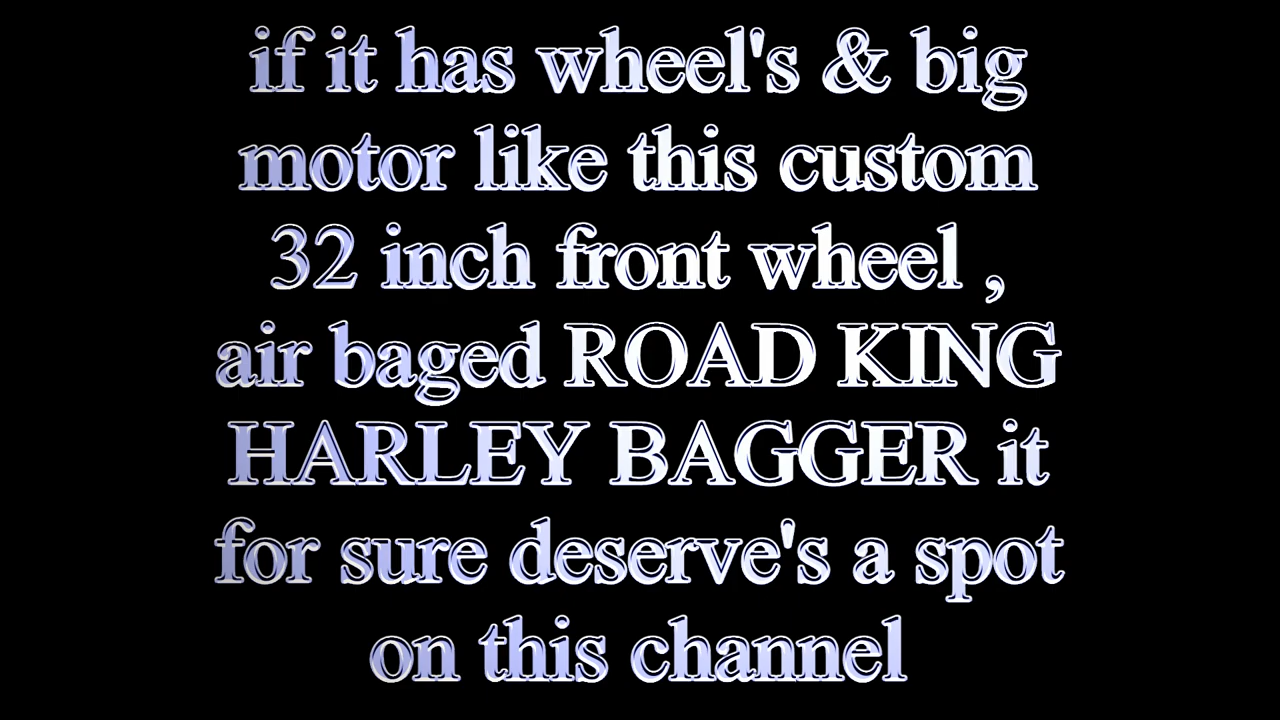 if it has wheel's & big
motor like this custom
32 inch front wheel ,
air baged ROAD KING
HARLEY BAGGER it
for sure deserve's a spot
on this channel